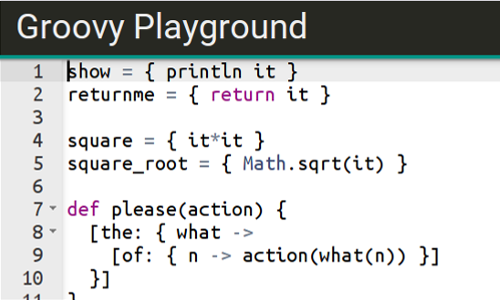 Groovy Playground
1 show = { println it }
2 returnme = { return it }
3
4 square = { it*it }
5 square_root = { Math.sqrt(it) }
6
7 def please(action) {
8   [the: { what ->
9     [of: { n -> action(what(n)) }]
10   }]
11 }